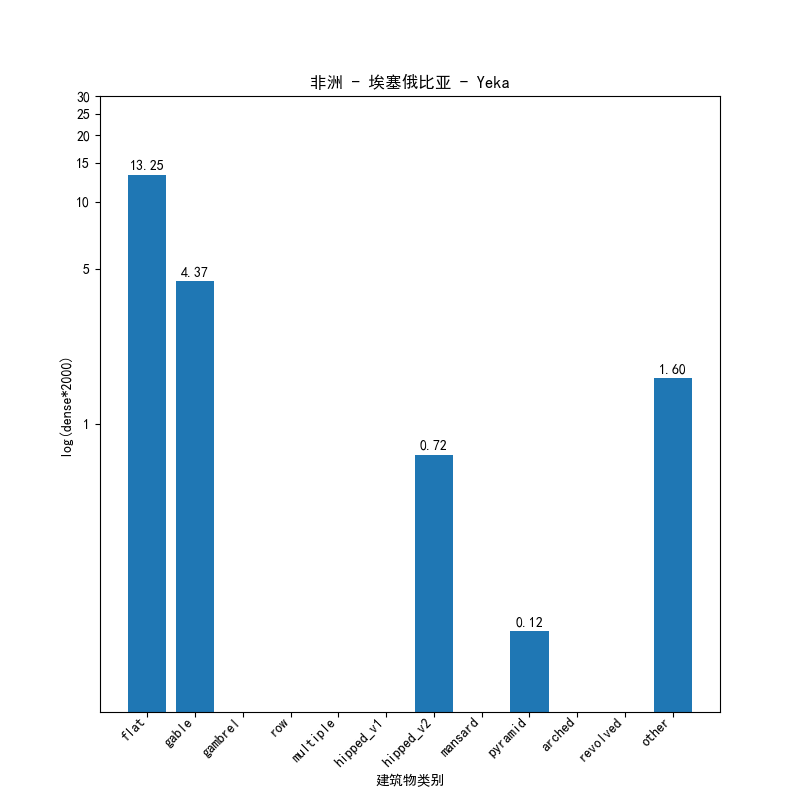 非洲 - 埃塞俄比亚 - Yeka
30
25
20
15
10
5
1
log(dense*2000)
13.25
4.37
0.72
0.12
1.60
flat
gable
gambrel
row
multiple
hipped_v1
hipped_v2
mansard
pyramid
arched
revolved
other
建筑物类别